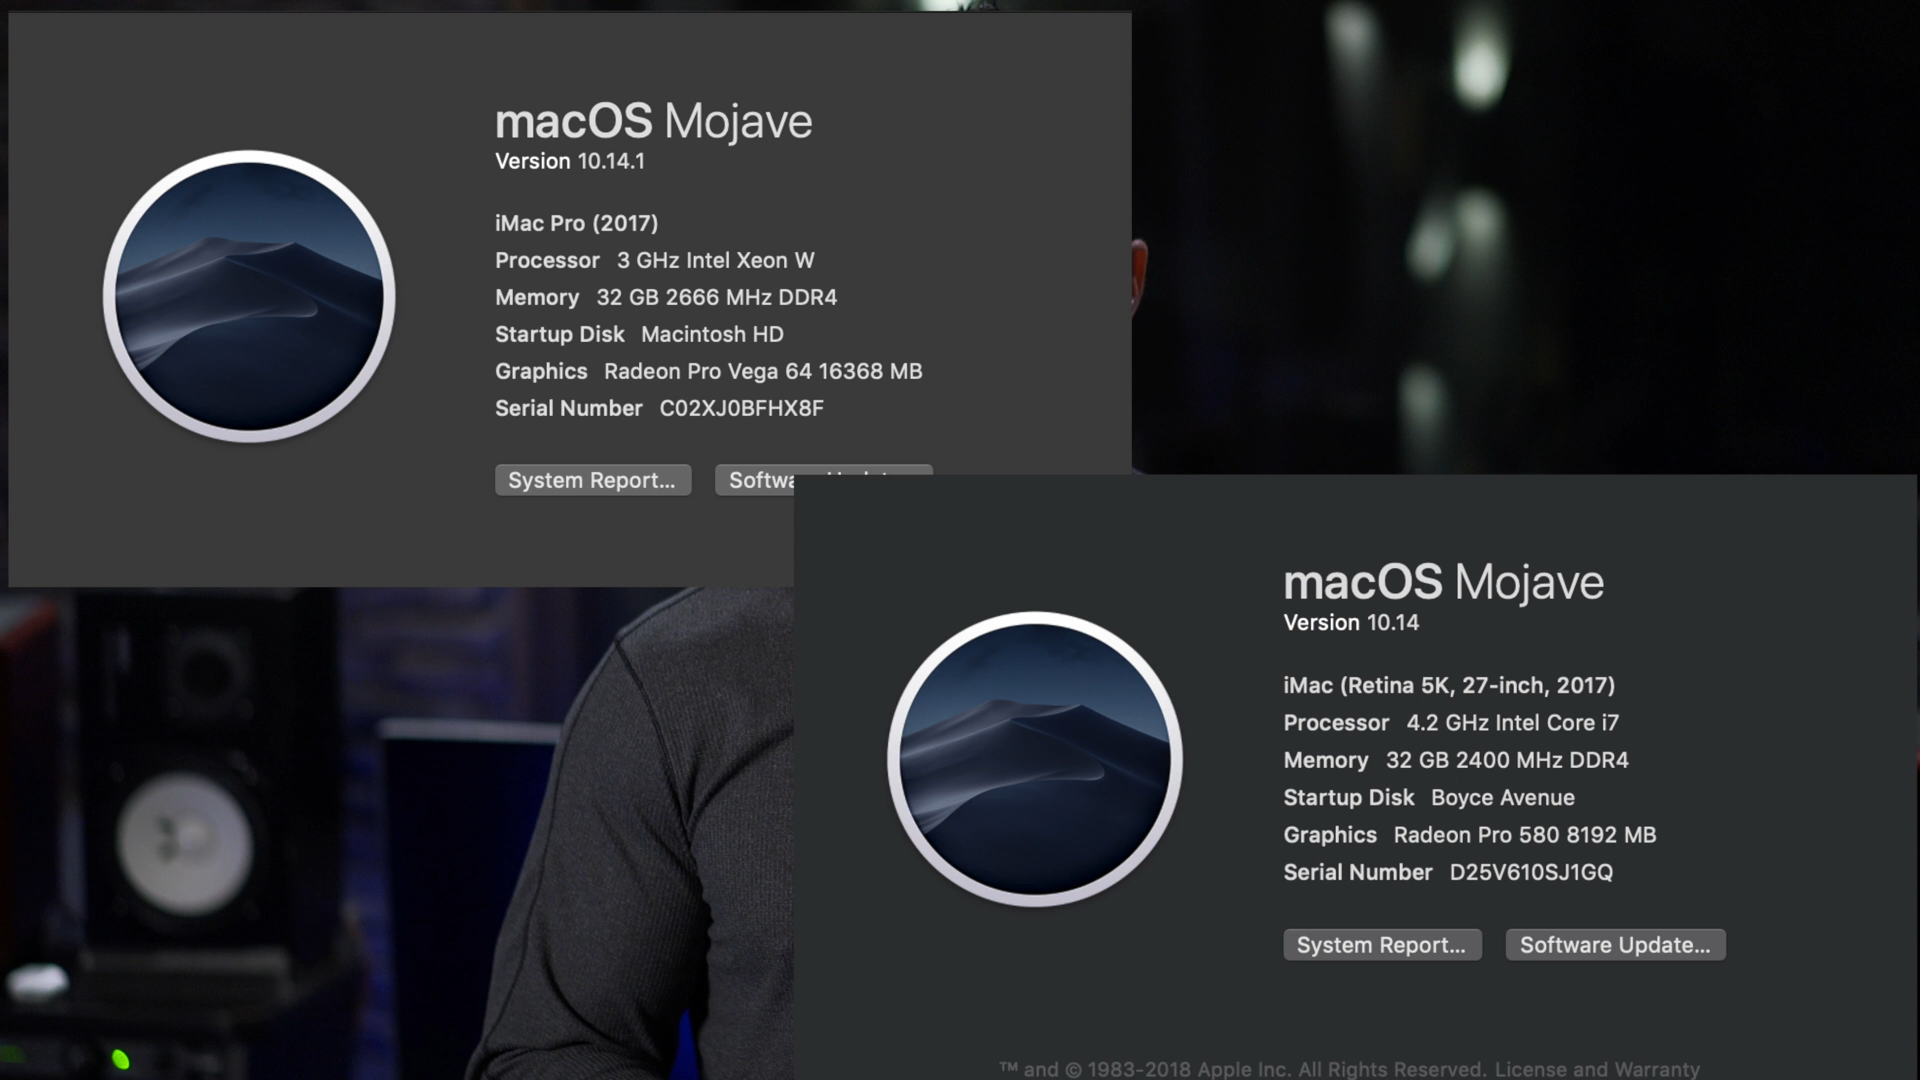 macOS Mojave
Version 10.14.1
iMac Pro (2017)
Processor 3 GHz Intel Xeon W
Memory 32 GB 2666 MHz DDR4
Startup Disk Macintosh HD
Graphics Radeon Pro Vega 64 16368 MB
Serial Number C02XJ0BFHX8F
System Report...
macOS Mojave
Version 10.14
iMac (Retina 5K, 27-inch, 2017)
Processor 4.2 GHz Intel Core i7
Memory 32 GB 2400 MHz DDR4
Startup Disk Boyce Avenue
Graphics Radeon Pro 580 8192 MB
Serial Number D25V610SJ1GQ
System Report... Software Update...
™ and © 1983-2018 Apple Inc. All Rights Reserved. License and Warranty